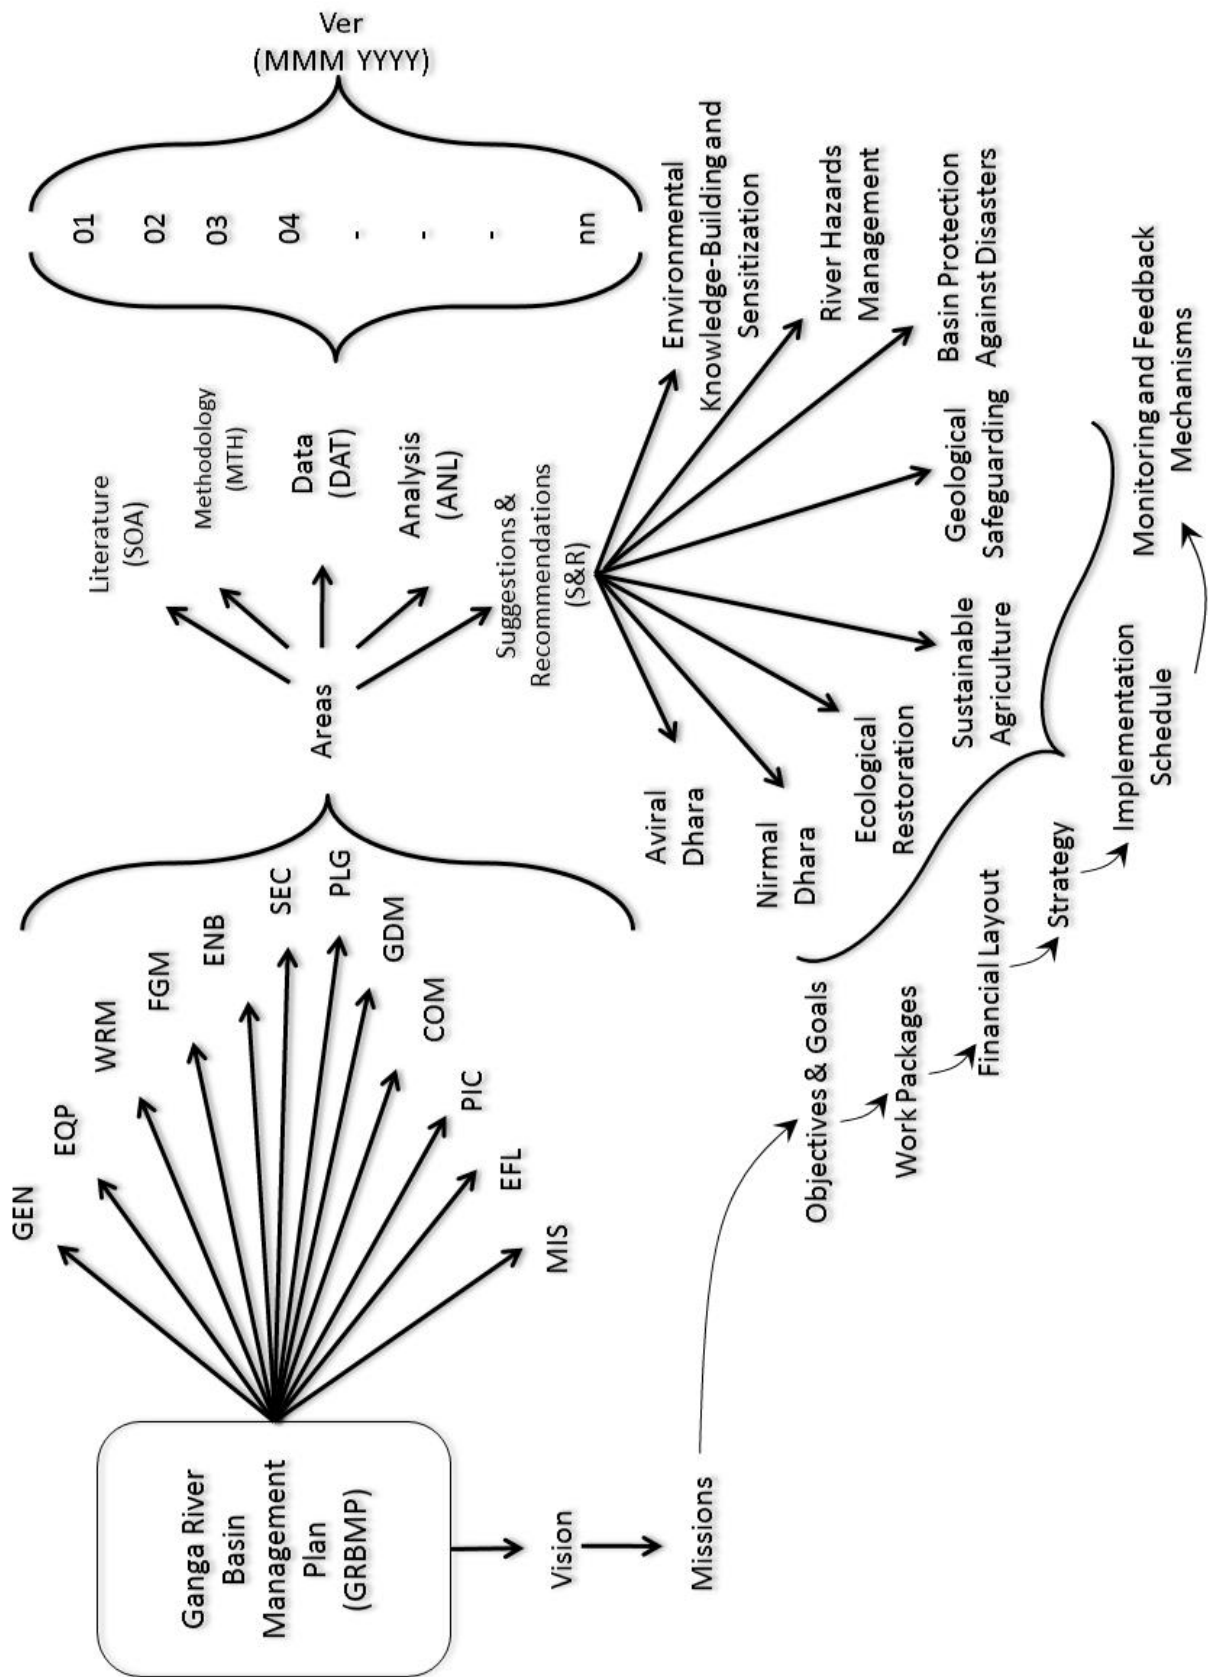 Ganga River
Basin
Management
Plan
(GRBMP)
GEN
EQP
WRM
FGM
ENB
SEC
PLG
GDM
COM
PIC
EFL
MIS
Areas
Literature
(SOA)
Methodology
(MTH)
Data
(DAT)
Analysis
(ANL)
Suggestions &
Recommendations
(S&R)
01
02
03
04
-
-
-
nn
Ver
(MMM YYYY)
Aviral
Dhara
Nirmal
Dhara
Ecological
Restoration
Sustainable
Agriculture
Geological
Safeguarding
Basin Protection
Against Disasters
River Hazards
Management
Environmental
Knowledge-Building and
Sensitization
Vision
Missions
Objectives & Goals
Work Packages
Financial Layout
Strategy
Implementation
Schedule
Monitoring and Feedback
Mechanisms